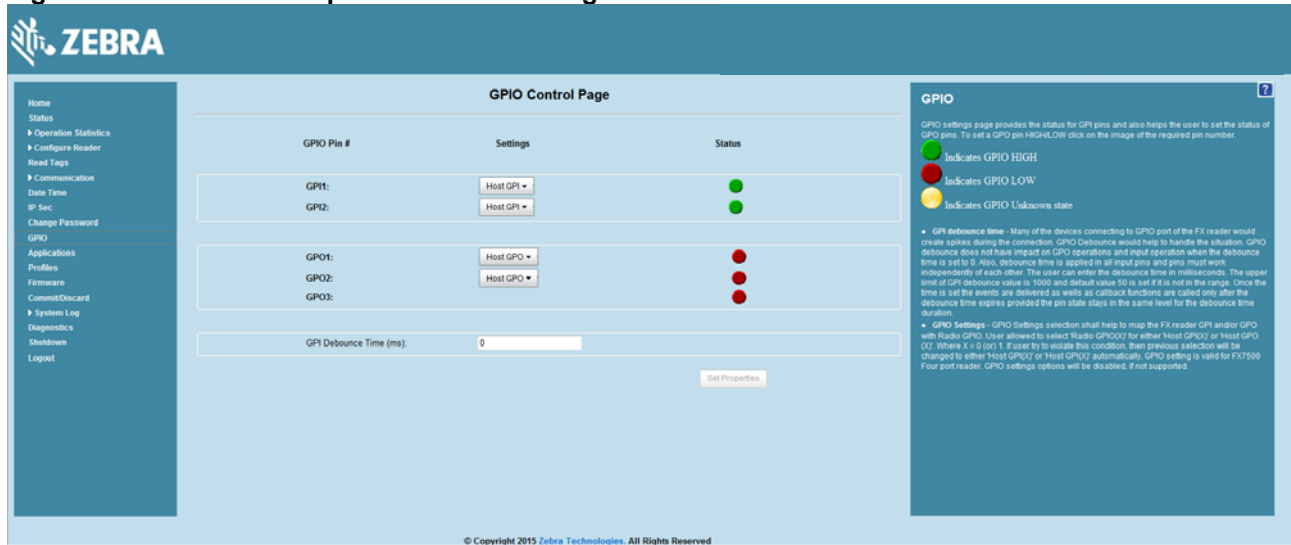 ZEBRA
Home
Status
Operation Statistics
Configure Reader
Read Tags
Communication
Date Time
IP Sec
Change Password
GPIO
Applications
Profiles
Firmware
Commit/Discard
System Log
Diagnostics
Shutdown
Logout
GPIO Control Page
GPIO Pin # Settings Status
GPI1: Host GPI
GPI2: Host GPI
GPO1: Host GPO
GPO2: Host GPO
GPO3:
GPI Debounce Time (ms): 0
Set Properties
?
GPIO
GPIO settings page provides the status for GPI pins and also helps the user to set the status of
GPO pins. To set a GPO pin HIGH/LOW click on the image of the required pin number.
Indicates GPIO HIGH
Indicates GPIO LOW
Indicates GPIO Unknown state
• GPI debounce time - Many of the devices connecting to GPIO port of the FX reader would
create spikes during the connection. GPIO Debounce would help to handle the situation. GPIO
debounce does not have impact on GPO operations and input operation when the debounce
time is set to 0. Also, debounce time is applied in all input pins and pins must work
independently of each other. The user can enter the debounce time in milliseconds. The upper
limit of GPI debounce value is 1000 and default value 50 is set if it is not in the range. Once the
time is set the events are delivered as wells as callback functions are called only after the
debounce time expires provided the pin state stays in the same level for the debounce time
duration.
• GPIO Settings - GPIO Settings selection shall help to map the FX reader GPI and/or GPO
with Radio GPIO. User allowed to select 'Radio GPIO(X)' for either 'Host GPI(X)' or 'Host GPO
(X)'. Where X = 0 (or) 1. If user try to violate this condition, then previous selection will be
changed to either 'Host GPI(X)' or 'Host GPI(X)' automatically. GPIO setting is valid for FX7500
Four port reader. GPIO settings options will be disabled, if not supported.
© Copyright 2015 Zebra Technologies. All Rights Reserved